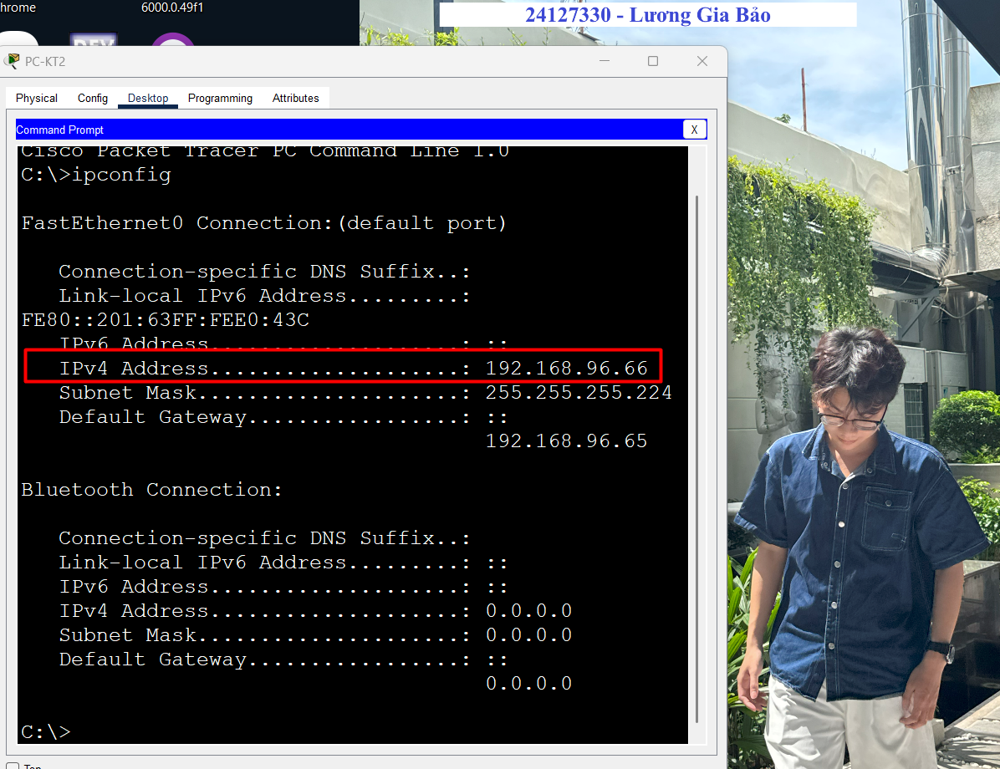 hrome
6000.0.49f1
24127330 - Lương Gia Bảo
DEV
PC-KT2
Physical Config Desktop Programming Attributes
Command Prompt
X
Cisco Packet Tracer PC Command Line 1.0
C:\>ipconfig
FastEthernet0 Connection:(default port)
Connection-specific DNS Suffix..:
Link-local IPv6 Address.........:
FE80::201:63FF:FEE0:43C
IPv6 Address....................: ::
IPv4 Address....................: 192.168.96.66
Subnet Mask.....................: 255.255.255.224
Default Gateway.................: ::
192.168.96.65
Bluetooth Connection:
Connection-specific DNS Suffix..:
Link-local IPv6 Address.........: ::
IPv6 Address....................: ::
IPv4 Address....................: 0.0.0.0
Subnet Mask.....................: 0.0.0.0
Default Gateway.................: ::
0.0.0.0
C:\>
Top